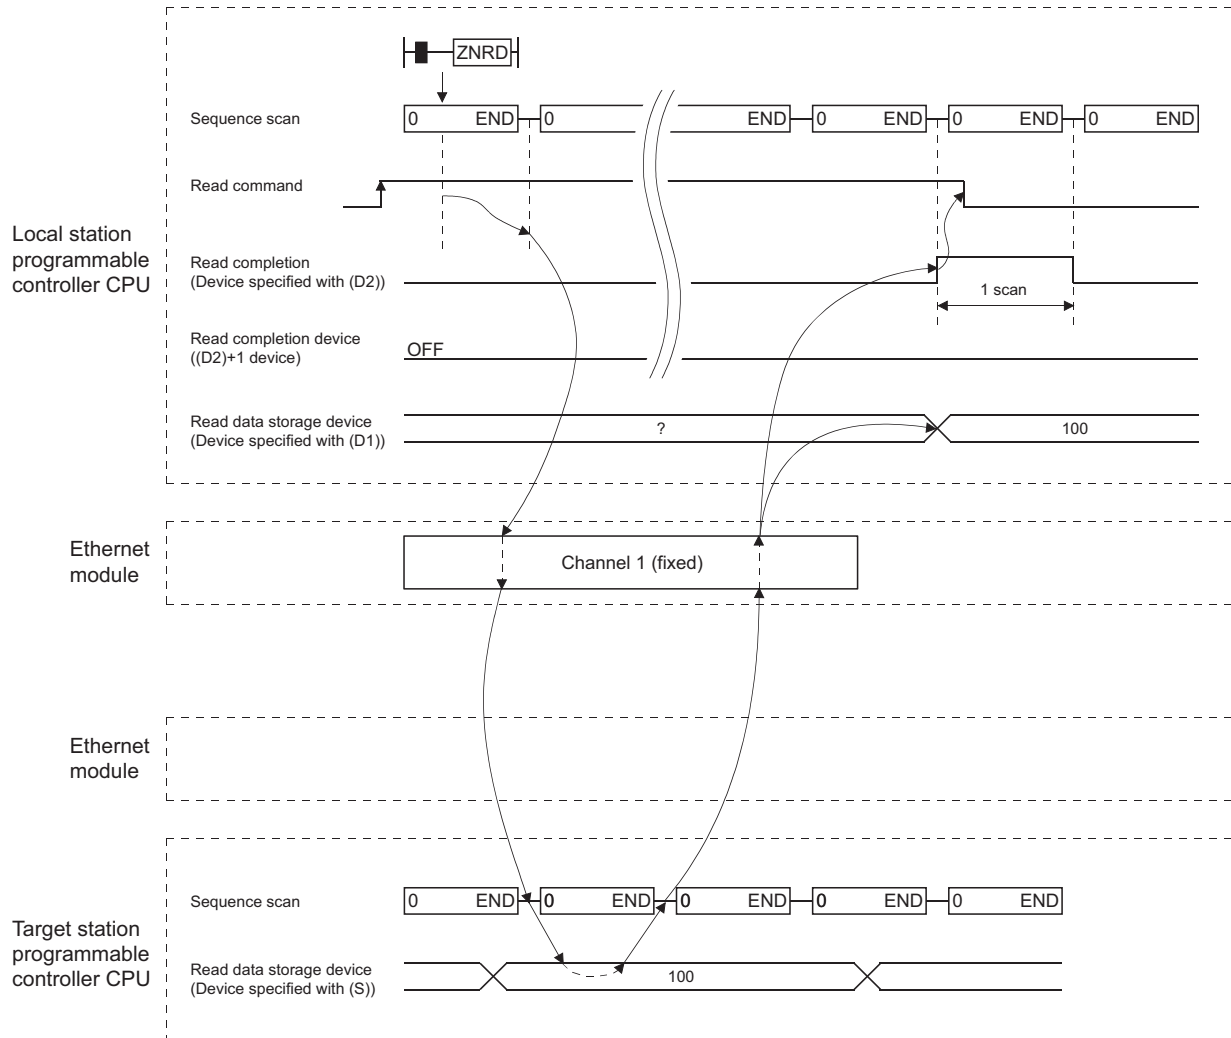 ZNRD
Sequence scan
0 END 0 END 0 END 0 END 0 END
Read command
Local station
programmable
controller CPU
Read completion
(Device specified with (D2))
1 scan
Read completion device
((D2)+1 device)
OFF
Read data storage device
(Device specified with (D1))
? 100
Ethernet
module
Channel 1 (fixed)
Ethernet
module
Target station
programmable
controller CPU
Sequence scan
0 END 0 END 0 END 0 END 0 END
Read data storage device
(Device specified with (S))
100